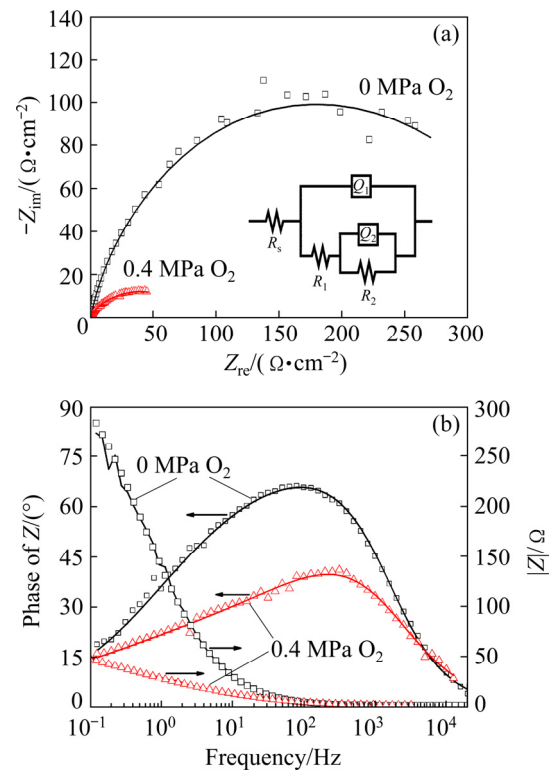 140
120
100
80
60
40
20
0
50
100
150
200
250
300
(a)
0 MPa O₂
0.4 MPa O₂
Q₁
Q₂
Rₛ
R₁
R₂
−Z_im/(Ω•cm⁻²)
Z_re/(Ω•cm⁻²)
90
75
60
45
30
15
0
300
250
200
150
100
50
0
(b)
0 MPa O₂
0.4 MPa O₂
Phase of Z/(°)
|Z|/Ω
10⁻¹
10⁰
10¹
10²
10³
10⁴
Frequency/Hz